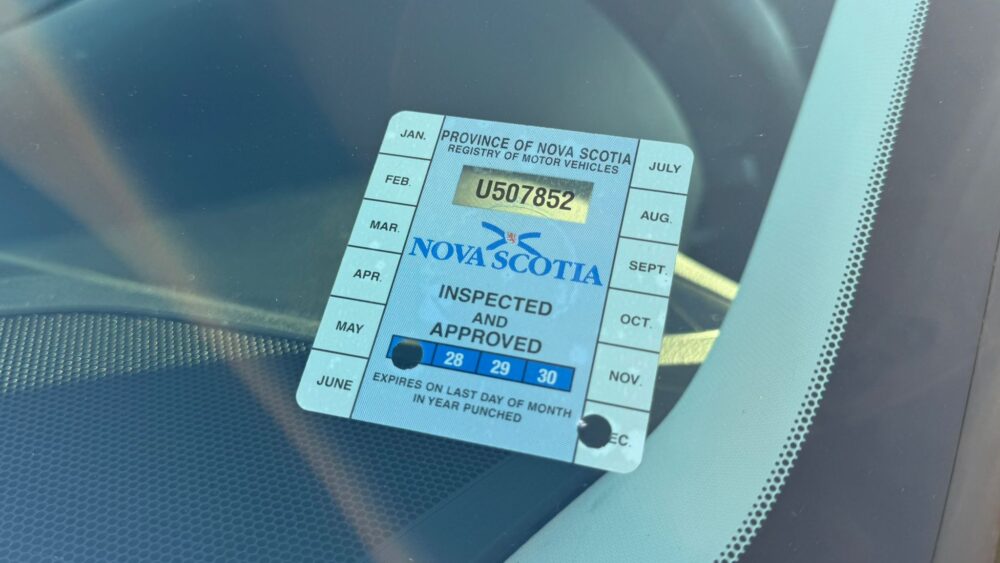 JAN.
FEB.
MAR.
APR.
MAY
JUNE
PROVINCE OF NOVA SCOTIA
REGISTRY OF MOTOR VEHICLES
U507852
NOVA SCOTIA
INSPECTED
AND
APPROVED
28 29 30
EXPIRES ON LAST DAY OF MONTH
IN YEAR PUNCHED
JULY
AUG.
SEPT.
OCT.
NOV.
EC.